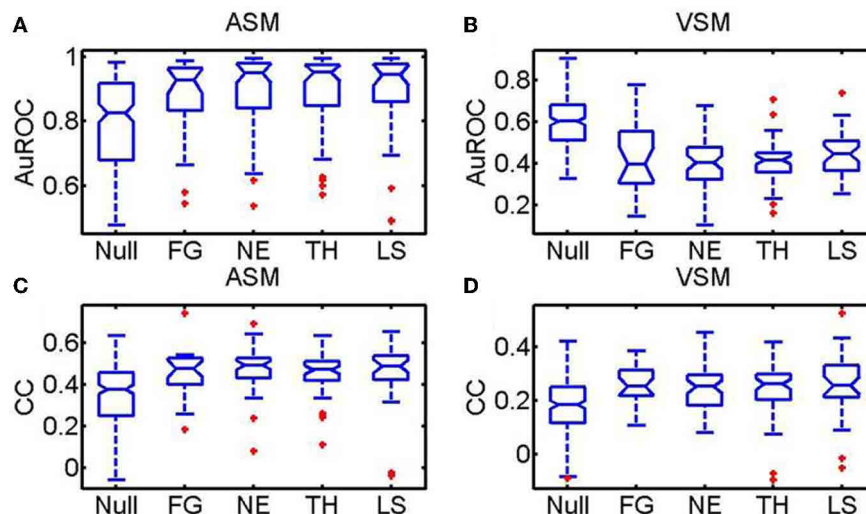 A ASM
AuROC
1
0.8
0.6
Null FG NE TH LS
B VSM
AuROC
0.8
0.6
0.4
0.2
Null FG NE TH LS
C ASM
CC
0.6
0.4
0.2
0
Null FG NE TH LS
D VSM
CC
0.4
0.2
0
Null FG NE TH LS